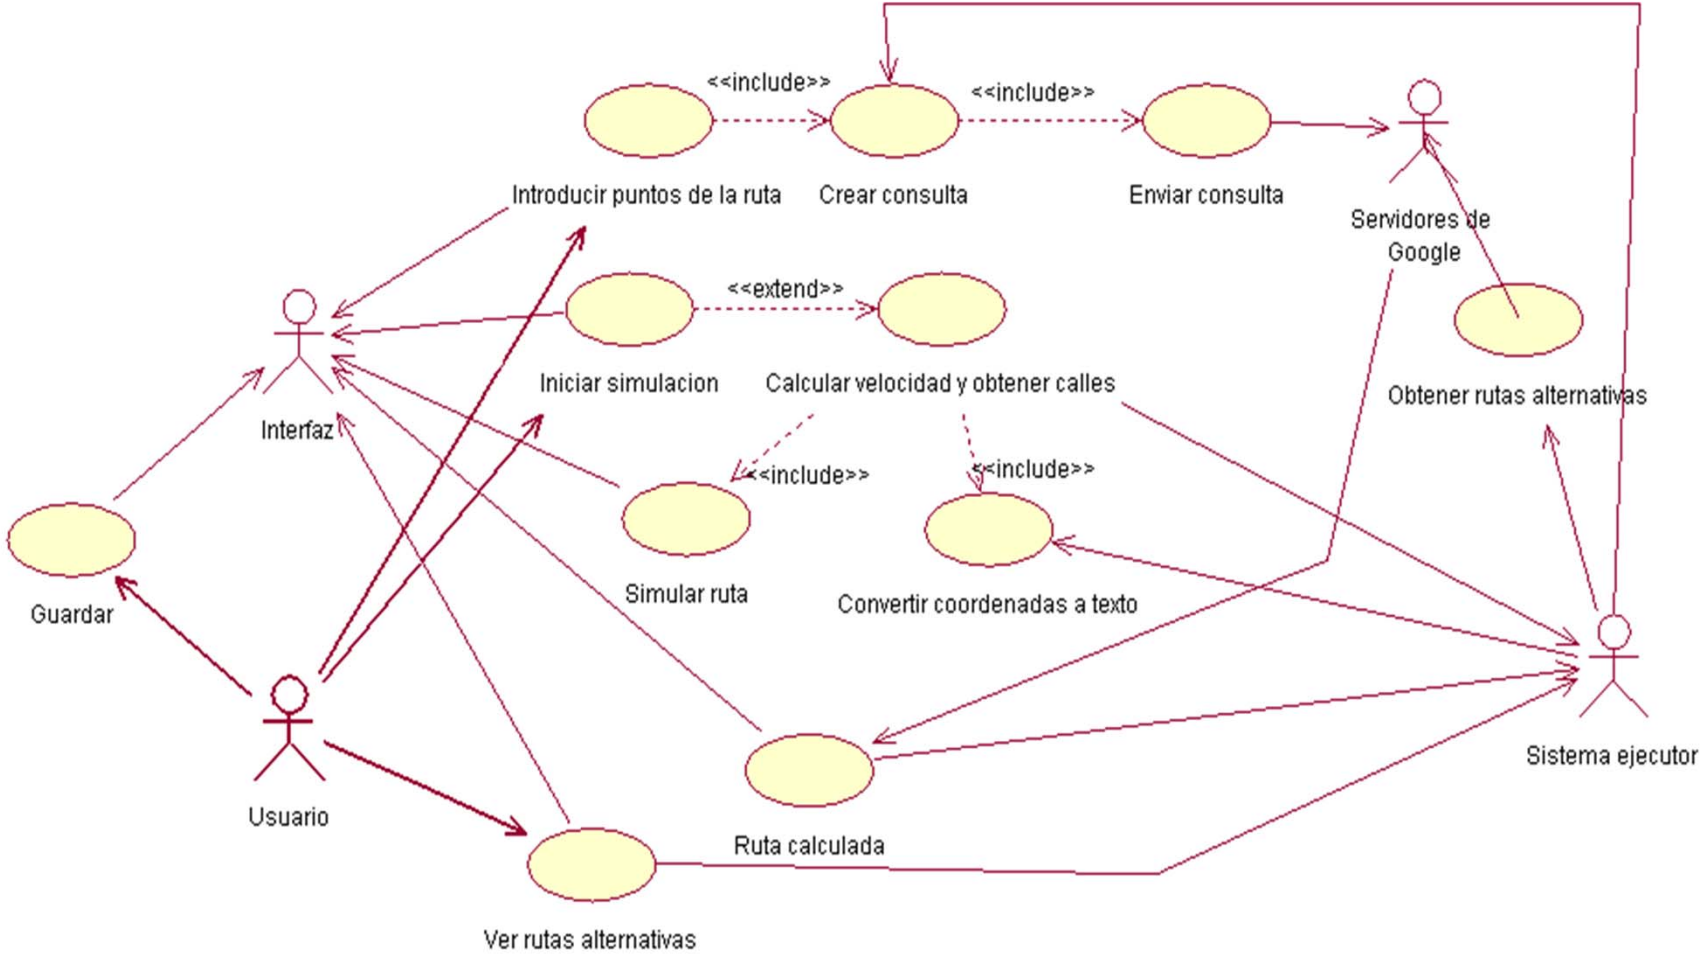 <<include>>
<<include>>
Introducir puntos de la ruta
Crear consulta
Enviar consulta
Servidores de
Google
<<extend>>
Iniciar simulacion
Calcular velocidad y obtener calles
Obtener rutas alternativas
Interfaz
<<include>>
<<include>>
Simular ruta
Convertir coordenadas a texto
Guardar
Sistema ejecutor
Usuario
Ruta calculada
Ver rutas alternativas